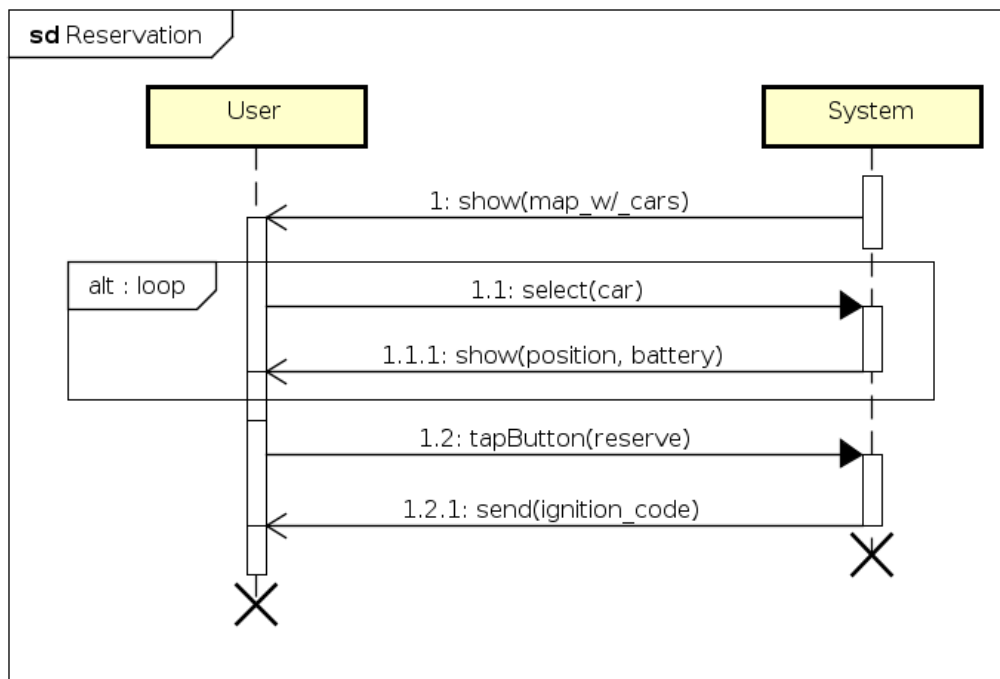 sd Reservation
User
System
1: show(map_w/_cars)
alt : loop
1.1: select(car)
1.1.1: show(position, battery)
1.2: tapButton(reserve)
1.2.1: send(ignition_code)